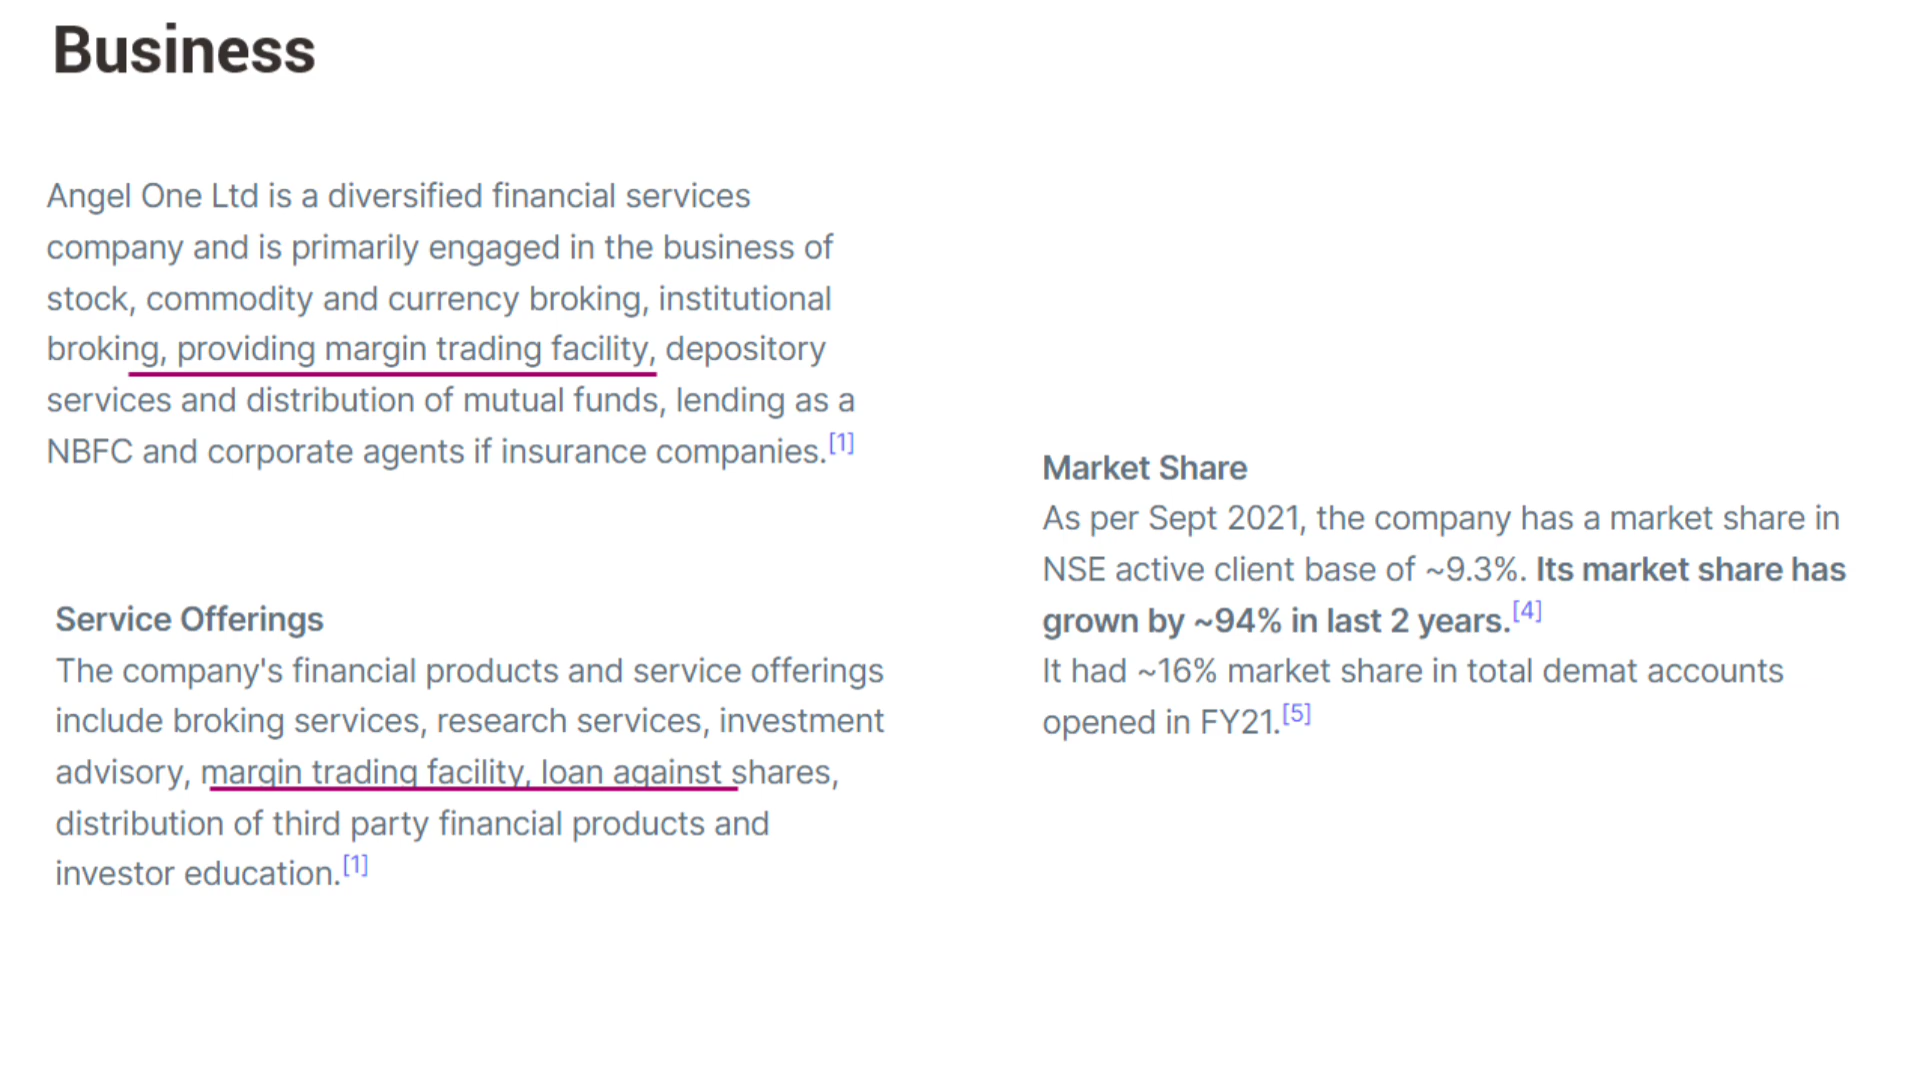 Business
Angel One Ltd is a diversified financial services
company and is primarily engaged in the business of
stock, commodity and currency broking, institutional
broking, providing margin trading facility, depository
services and distribution of mutual funds, lending as a
NBFC and corporate agents if insurance companies.[1]
Service Offerings
The company's financial products and service offerings
include broking services, research services, investment
advisory, margin trading facility, loan against shares,
distribution of third party financial products and
investor education.[1]
Market Share
As per Sept 2021, the company has a market share in
NSE active client base of ~9.3%. Its market share has
grown by ~94% in last 2 years.[4]
It had ~16% market share in total demat accounts
opened in FY21.[5]